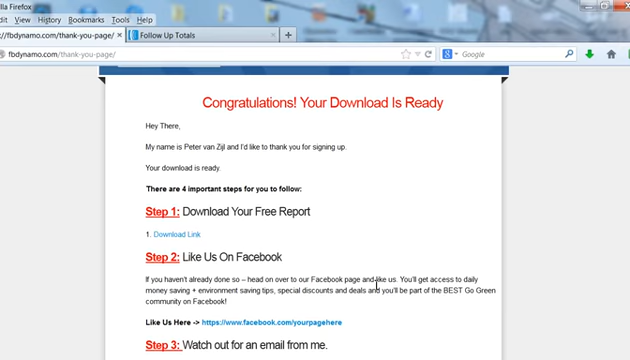 lla Firefox
Edit View History Bookmarks Tools Help
://fbdynamo.com/thank-you-page/ Follow Up Totals
fbdynamo.com/thank-you-page/ Google
Congratulations! Your Download Is Ready
Hey There,
My name is Peter van Zijl and I'd like to thank you for signing up.
Your download is ready.
There are 4 important steps for you to follow:
Step 1: Download Your Free Report
1. Download Link
Step 2: Like Us On Facebook
If you haven't already done so – head on over to our Facebook page and like us. You'll get access to daily
money saving + environment saving tips, special discounts and deals and you'll be part of the BEST Go Green
community on Facebook!
Like Us Here -> https://www.facebook.com/yourpagehere
Step 3: Watch out for an email from me.